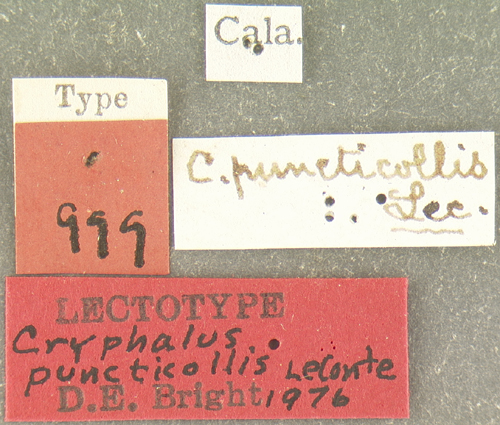 Cala.
Type
999
C. puncticollis
Lec.
LECTOTYPE
Cryphalus
puncticollis LeConte
D.E. Bright 1976